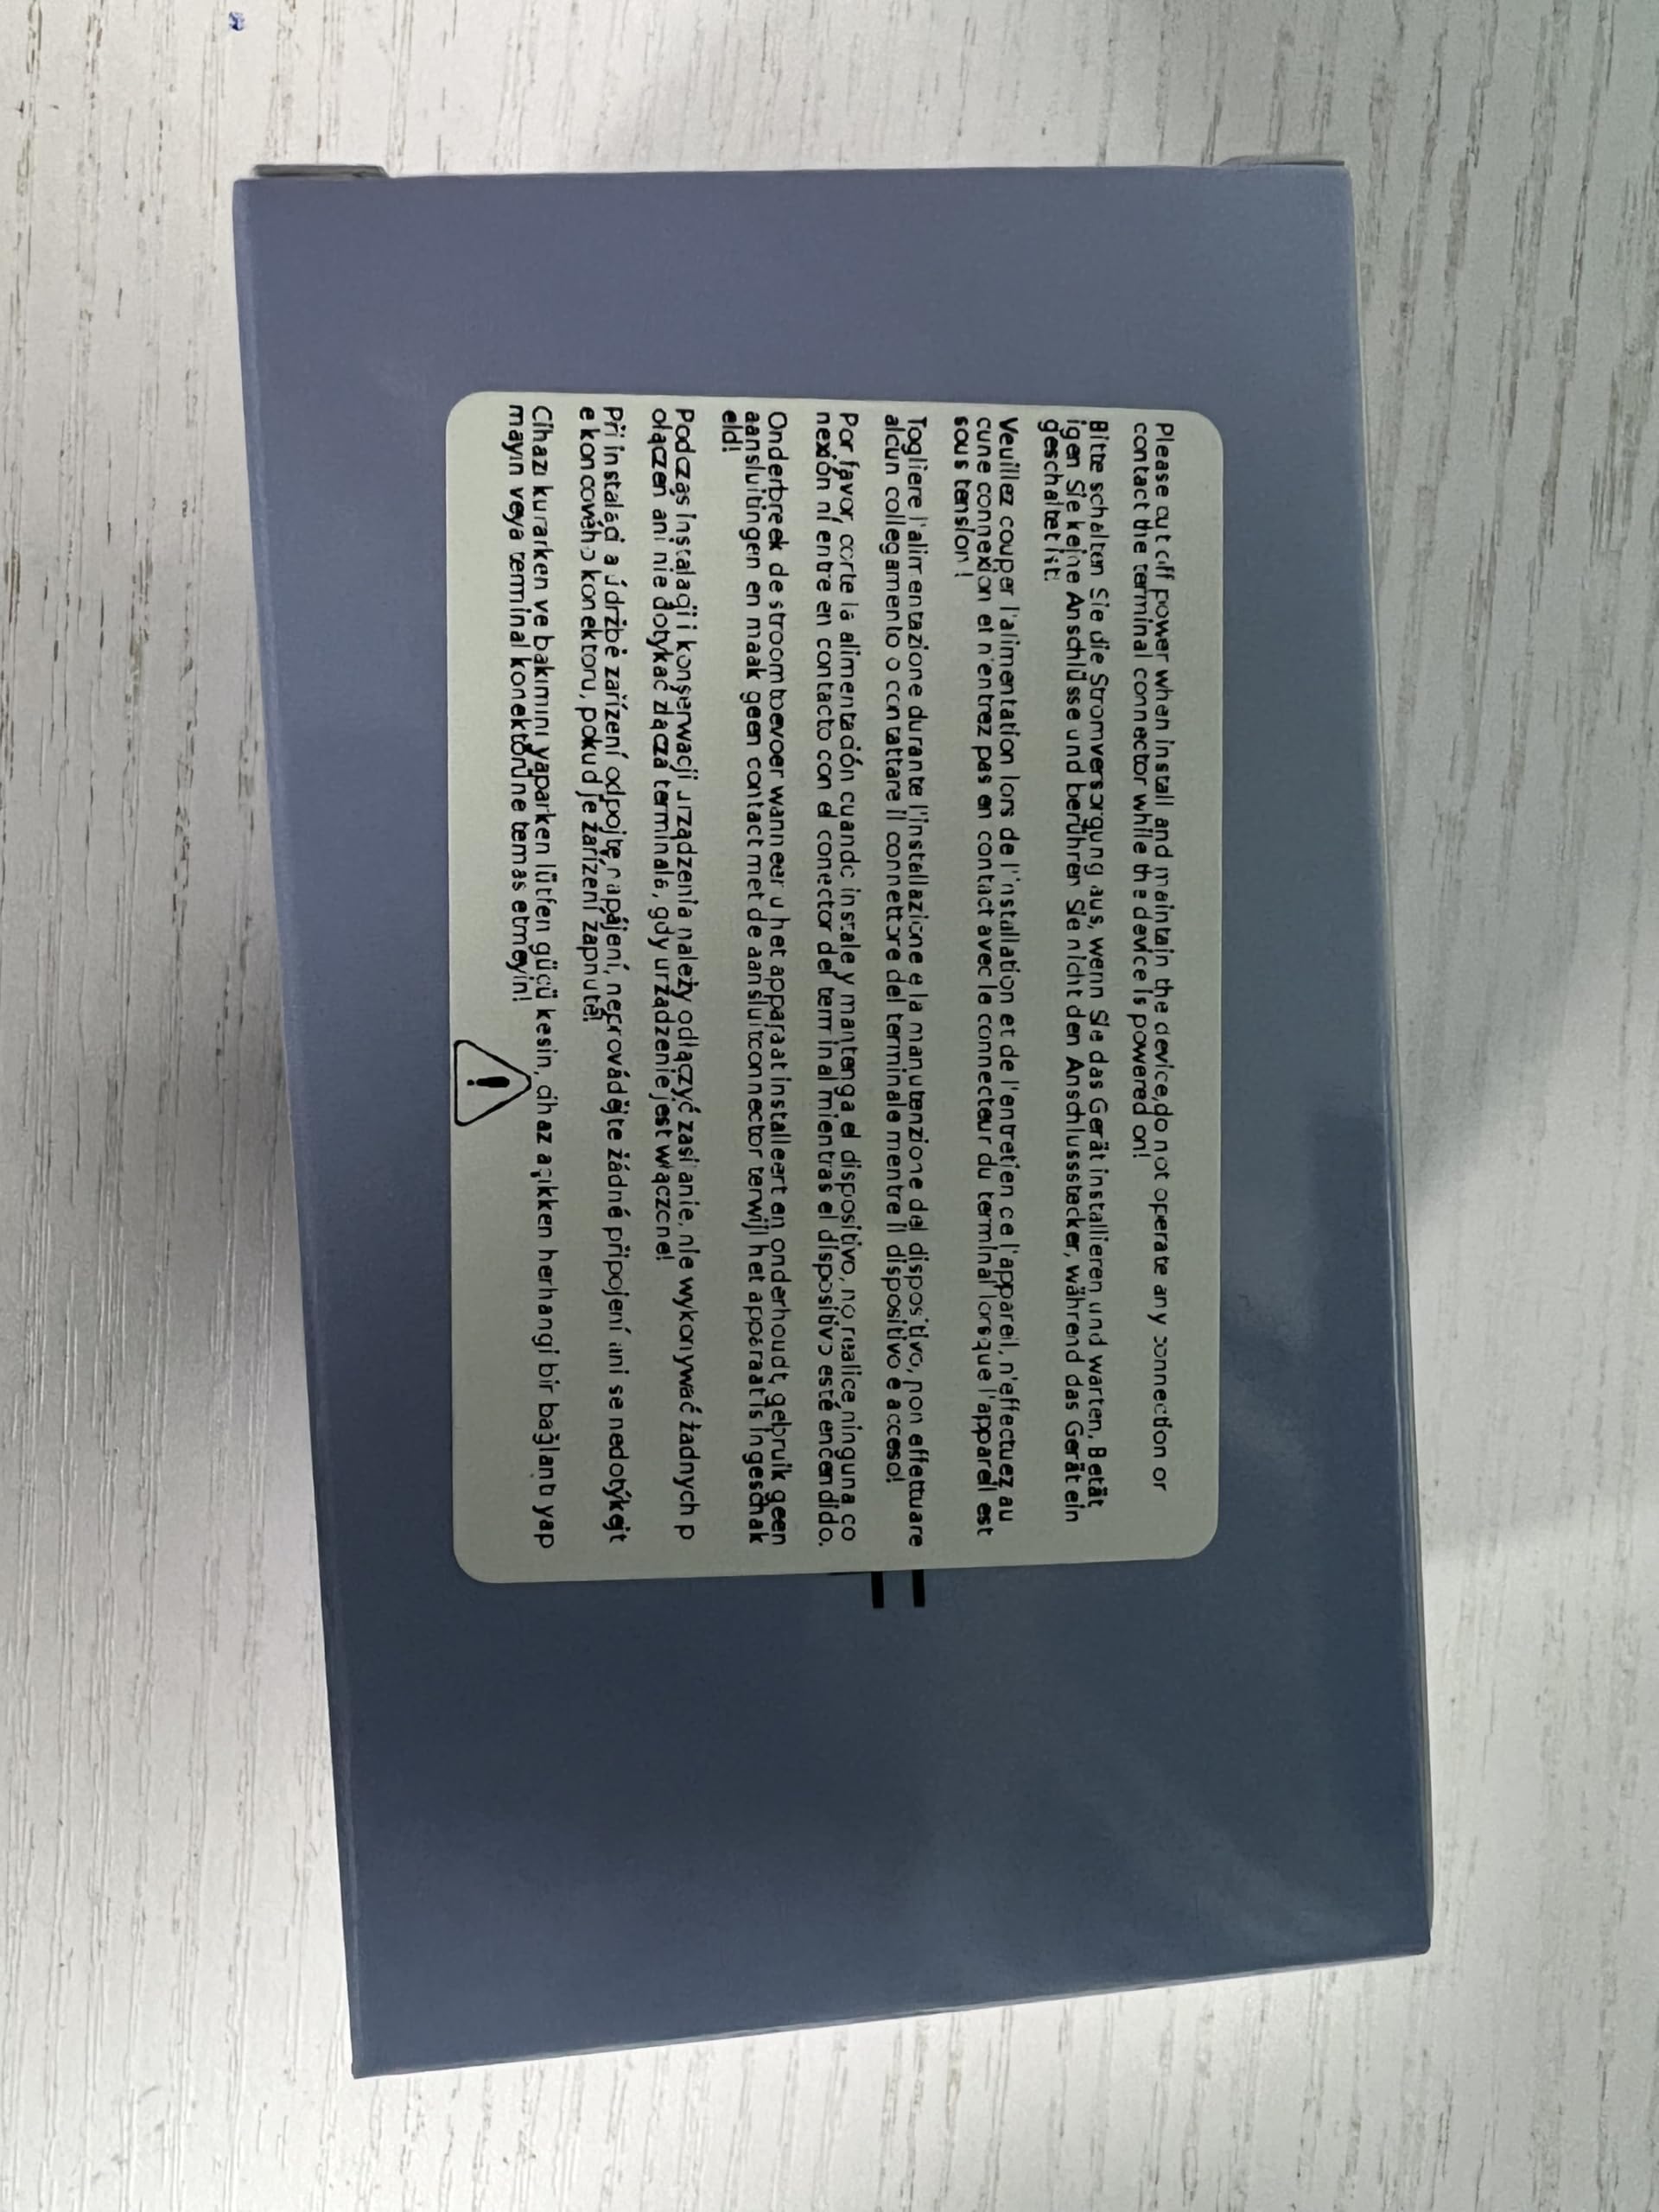 Please cut off power when install and maintain the device,do not operate any connection or
contact the terminal connector while the device is powered on!
Bitte schalten Sie die Stromversorgung aus, wenn Sie das Gerät installieren und warten. Betät
igen Sie keine Anschlüsse und berühren Sie nicht den Anschlussstecker, während das Gerät ein
geschaltet ist!
Veuillez couper l'alimentation lors de l'installation et de l'entretien de l'appareil, n'effectuez au
cune connexion et n'entrez pas en contact avec le connecteur du terminal lorsque l'appareil est
sous tension !
Togliere l'alimentazione durante l'installazione e la manutenzione del dispositivo, non effettuare
alcun collegamento o contattare il connettore del terminale mentre il dispositivo è acceso!
Por favor, corte la alimentación cuando instale y mantenga el dispositivo, no realice ninguna co
nexión ni entre en contacto con el conector del terminal mientras el dispositivo esté encendido.
Onderbreek de stroomtoevoer wanneer u het apparaat installeert en onderhoudt, gebruik geen
aansluitingen en maak geen contact met de aansluitconnector terwijl het apparaat is ingeschak
eld!
Podczas instalacji i konserwacji urządzenia należy odłączyć zasilanie, nie wykonywać żadnych p
ołączeń ani nie dotykać złącza terminala, gdy urządzenie jest włączone!
Při instalaci a údržbě zařízení odpojte napájení, neprovádějte žádné připojení ani se nedotýkejt
e koncového konektoru, pokud je zařízení zapnuté!
Cihazı kurarken ve bakımını yaparken lütfen gücü kesin, cihaz açıkken herhangi bir bağlantı yap
mayın veya terminal konektörüne temas etmeyin!